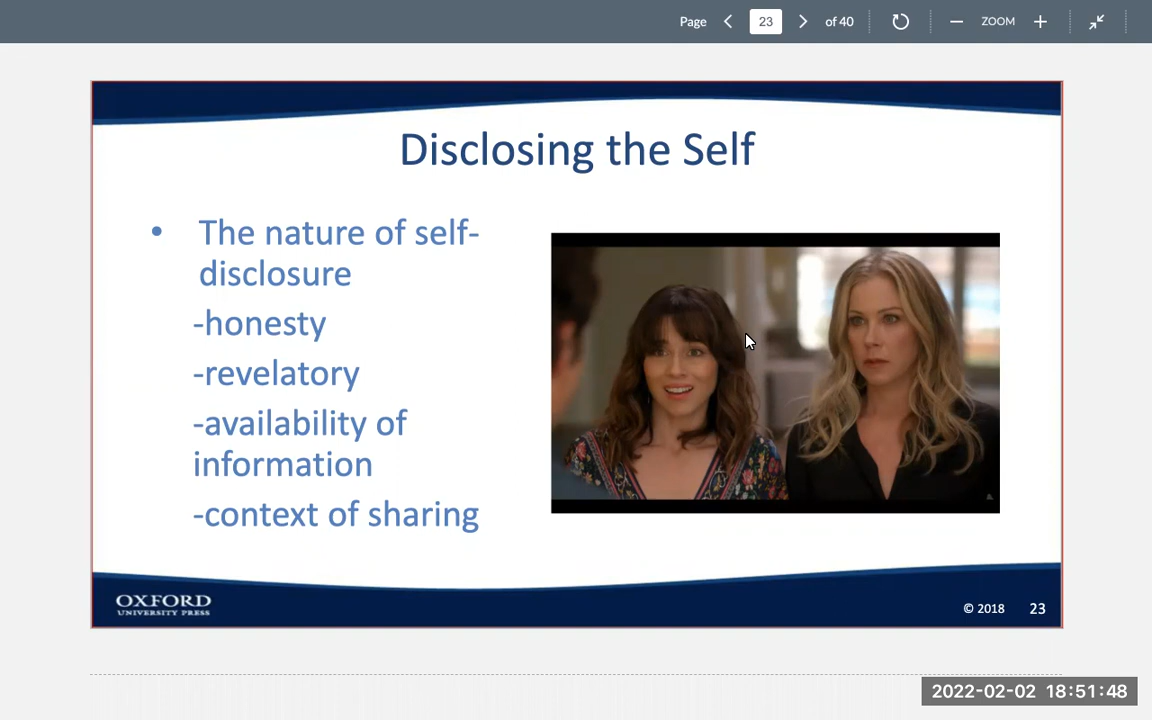 Page 23 of 40 ZOOM
Disclosing the Self
• The nature of self-
disclosure
-honesty
-revelatory
-availability of
information
-context of sharing
OXFORD
UNIVERSITY PRESS
© 2018 23
2022-02-02 18:51:48